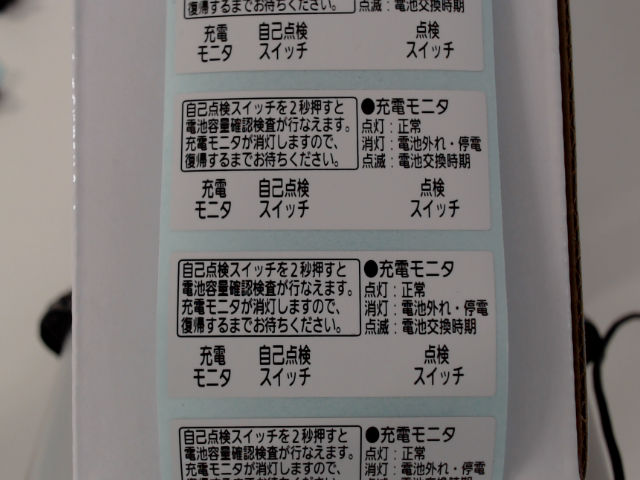 復帰するまでお待ちください。
点滅：電池交換時期
充電
モニタ
自己点検
スイッチ
点検
スイッチ
自己点検スイッチを2秒押すと
電池容量確認検査が行なえます。
充電モニタが消灯しますので、
復帰するまでお待ちください。
●充電モニタ
点灯：正常
消灯：電池外れ・停電
点滅：電池交換時期
充電
モニタ
自己点検
スイッチ
点検
スイッチ
自己点検スイッチを2秒押すと
電池容量確認検査が行なえます。
充電モニタが消灯しますので、
復帰するまでお待ちください。
●充電モニタ
点灯：正常
消灯：電池外れ・停電
点滅：電池交換時期
充電
モニタ
自己点検
スイッチ
点検
スイッチ
自己点検スイッチを2秒押すと
電池容量確認検査が行なえます。
充電モニタが消灯しますので、
●充電モニタ
点灯：正常
消灯：電池外れ・停電
点滅：電池交換時期